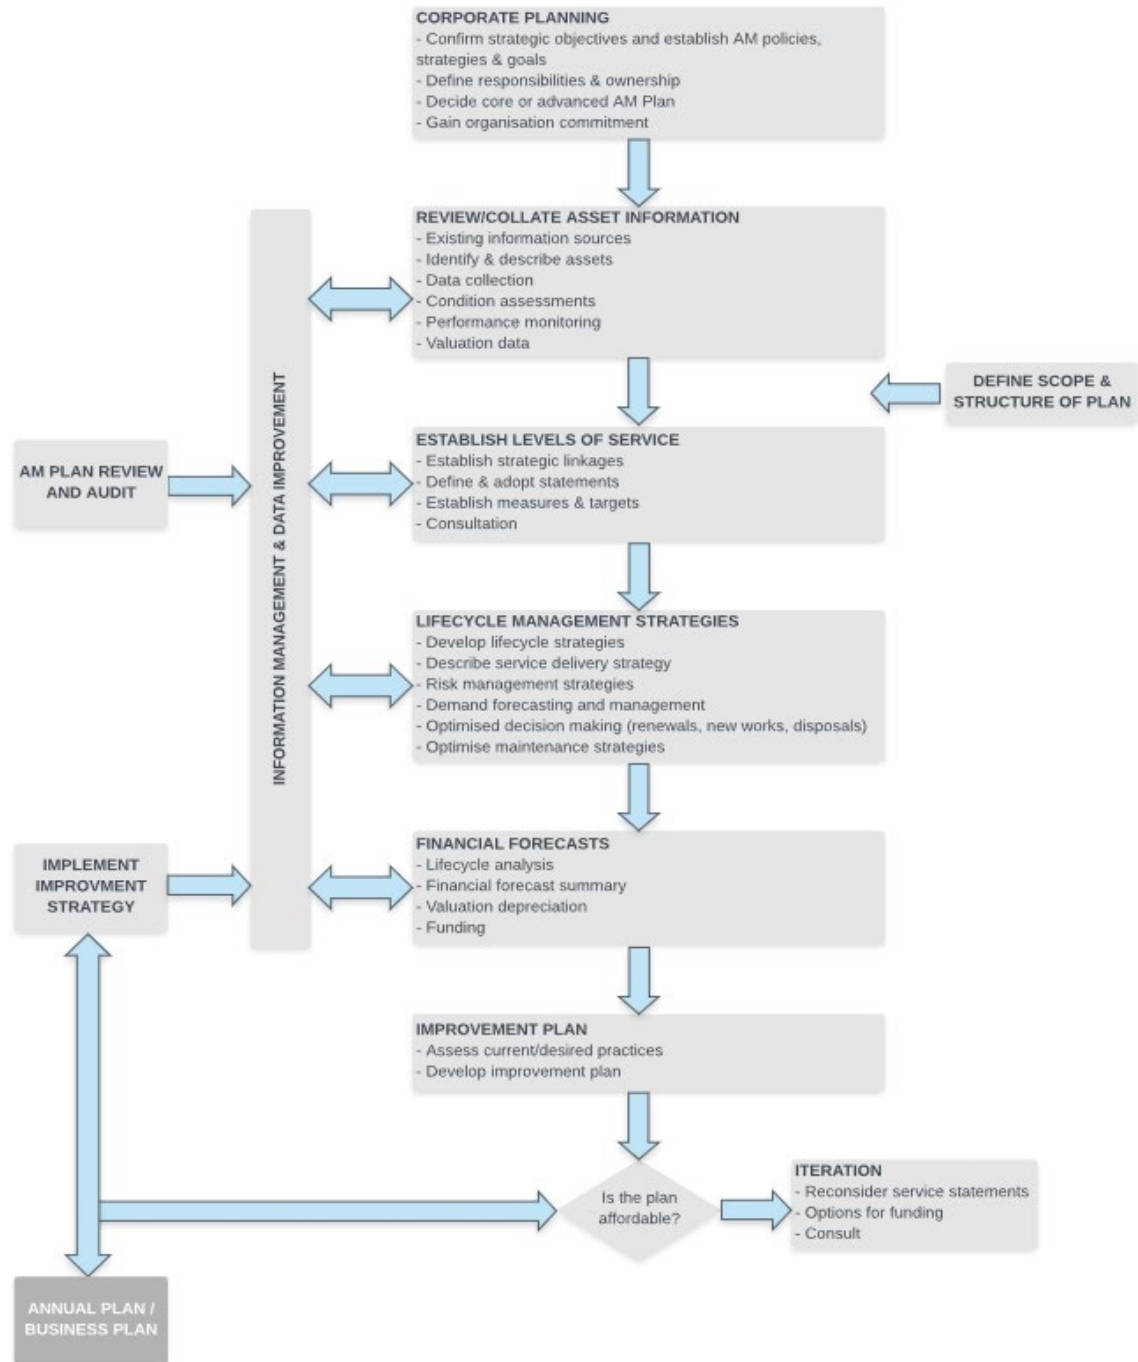 CORPORATE PLANNING
- Confirm strategic objectives and establish AM policies,
strategies & goals
- Define responsibilities & ownership
- Decide core or advanced AM Plan
- Gain organisation commitment
REVIEW/COLLATE ASSET INFORMATION
- Existing information sources
- Identify & describe assets
- Data collection
- Condition assessments
- Performance monitoring
- Valuation data
DEFINE SCOPE &
STRUCTURE OF PLAN
INFORMATION MANAGEMENT & DATA IMPROVEMENT
AM PLAN REVIEW
AND AUDIT
ESTABLISH LEVELS OF SERVICE
- Establish strategic linkages
- Define & adopt statements
- Establish measures & targets
- Consultation
LIFECYCLE MANAGEMENT STRATEGIES
- Develop lifecycle strategies
- Describe service delivery strategy
- Risk management strategies
- Demand forecasting and management
- Optimised decision making (renewals, new works, disposals)
- Optimise maintenance strategies
IMPLEMENT
IMPROVMENT
STRATEGY
FINANCIAL FORECASTS
- Lifecycle analysis
- Financial forecast summary
- Valuation depreciation
- Funding
IMPROVEMENT PLAN
- Assess current/desired practices
- Develop improvement plan
Is the plan
affordable?
ITERATION
- Reconsider service statements
- Options for funding
- Consult
ANNUAL PLAN /
BUSINESS PLAN